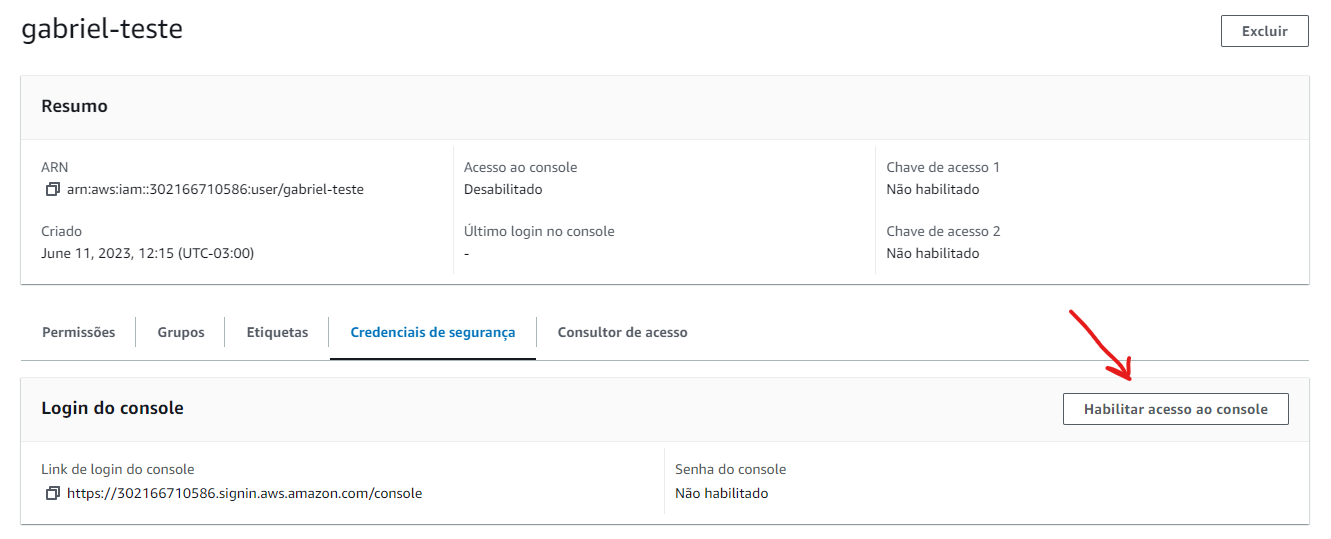 gabriel-teste
Excluir
Resumo
ARN
arn:aws:iam::302166710586:user/gabriel-teste
Criado
June 11, 2023, 12:15 (UTC-03:00)
Acesso ao console
Desabilitado
Último login no console
-
Chave de acesso 1
Não habilitado
Chave de acesso 2
Não habilitado
Permissões
Grupos
Etiquetas
Credenciais de segurança
Consultor de acesso
Login do console
Habilitar acesso ao console
Link de login do console
https://302166710586.signin.aws.amazon.com/console
Senha do console
Não habilitado